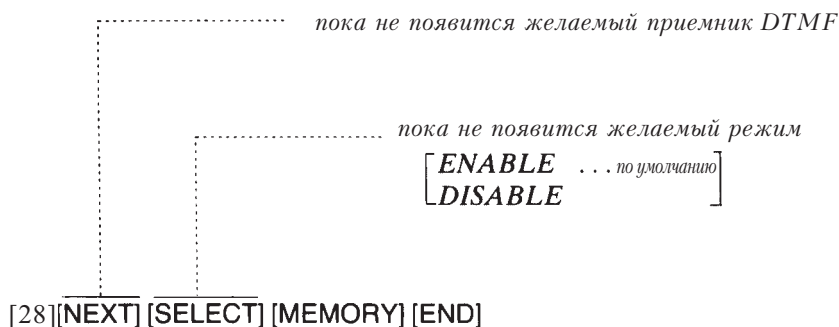 пока не появится желаемый приемник DTMF
пока не появится желаемый режим
ENABLE ...по умолчанию
DISABLE
[28][NEXT] [SELECT] [MEMORY] [END]